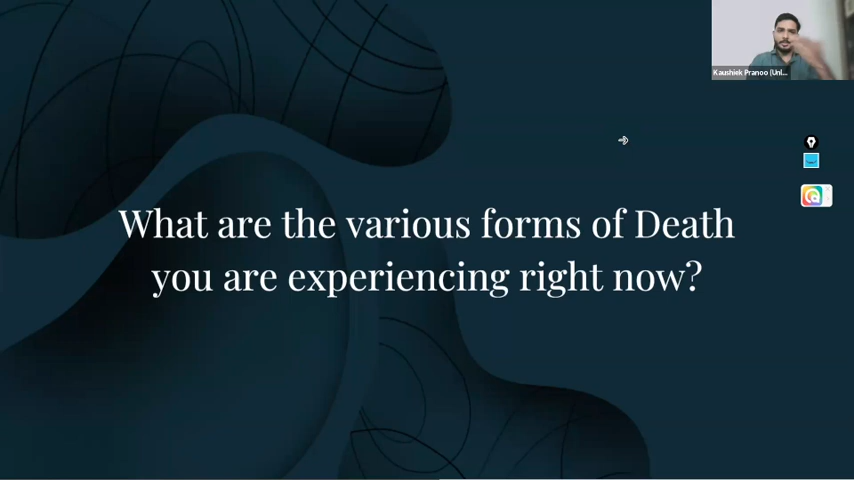 Kaushiek Pranoo (Unl...
What are the various forms of Death
you are experiencing right now?